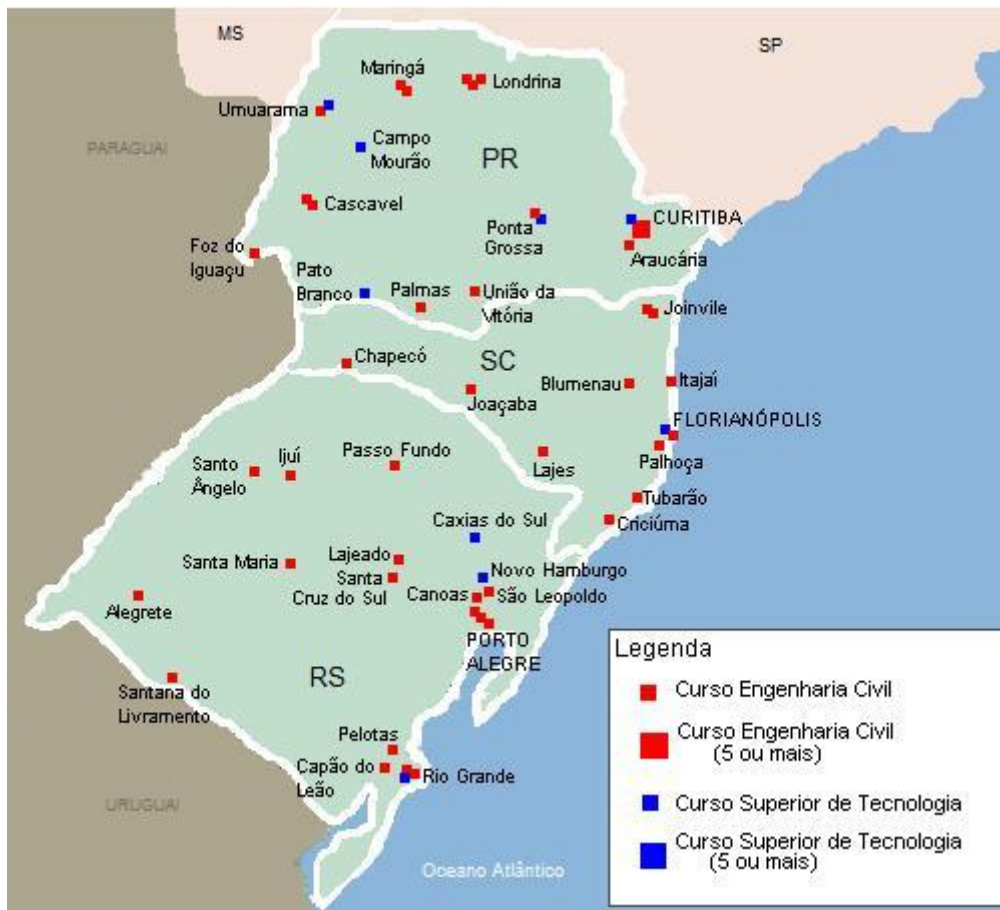 MS
SP
Maringá
Londrina
Umuarama
Campo
Mourão
PARAGUAI
PR
Cascavel
Ponta
Grossa
CURITIBA
Araucária
Foz do
Iguaçu
Pato
Branco
Palmas
União da
Vitória
Joinvile
Chapecó
SC
Joaçaba
Blumenau
Itajaí
FLORIANÓPOLIS
Palhoça
Lajes
Tubarão
Criciúma
Santo
Ângelo
Ijuí
Passo Fundo
Caxias do Sul
Santa Maria
Lajeado
Santa
Cruz do Sul
Novo Hamburgo
Canoas
São Leopoldo
Alegrete
PORTO
ALEGRE
RS
Santana do
Livramento
Pelotas
Capão do
Leão
Rio Grande
URUGUAI
Oceano Atlântico
Legenda
Curso Engenharia Civil
Curso Engenharia Civil
(5 ou mais)
Curso Superior de Tecnologia
Curso Superior de Tecnologia
(5 ou mais)